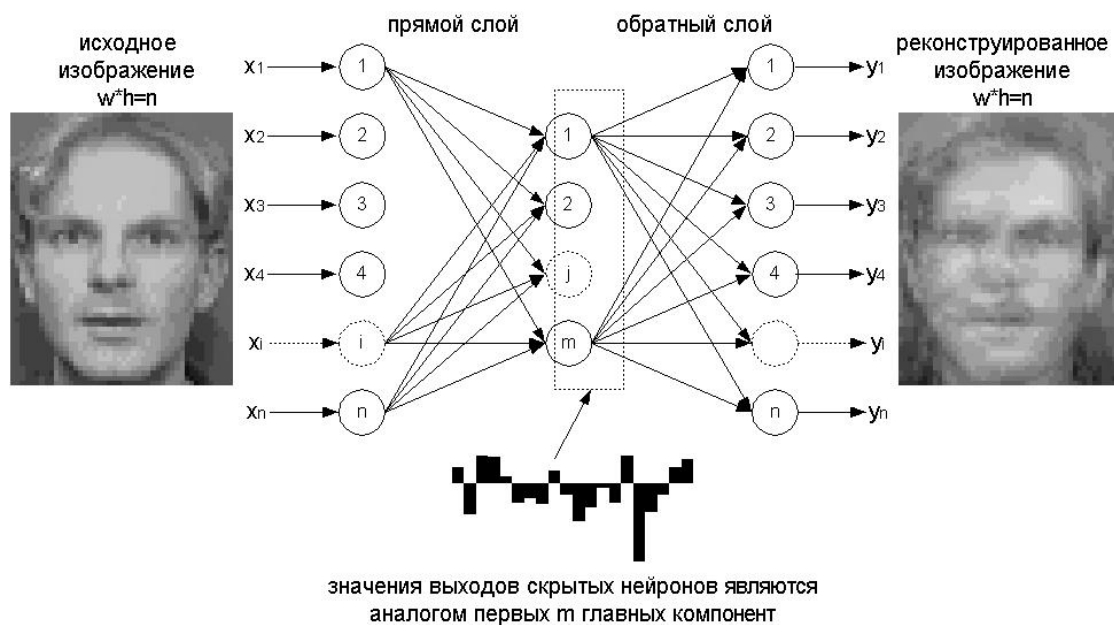 исходное
изображение
w*h=n
прямой слой
обратный слой
реконструированное
изображение
w*h=n
x1 1 1 y1
x2 2 1 2 y2
x3 3 2 3 y3
x4 4 j 4 y4
xi i m yi
xn n n yn
значения выходов скрытых нейронов являются
аналогом первых m главных компонент